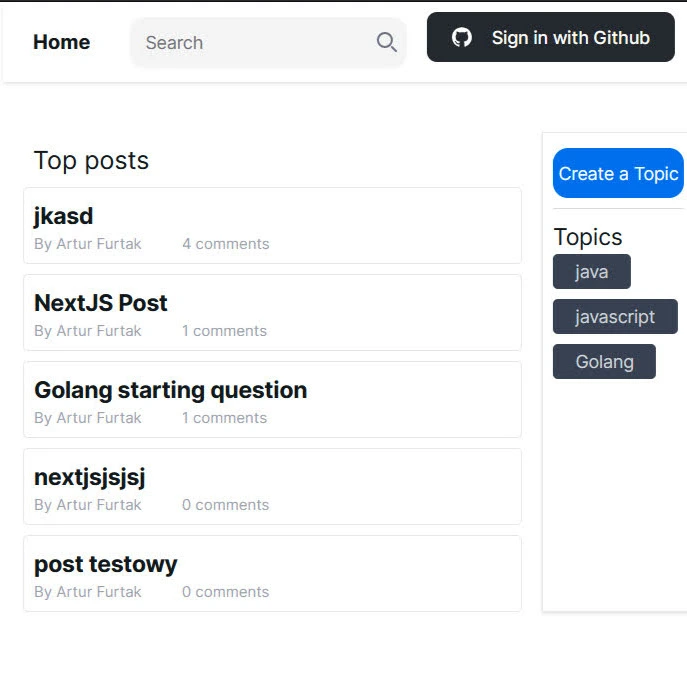 Home
Search
Sign in with Github
Top posts
jkasd
By Artur Furtak 4 comments
NextJS Post
By Artur Furtak 1 comments
Golang starting question
By Artur Furtak 1 comments
nextjsjsjsj
By Artur Furtak 0 comments
post testowy
By Artur Furtak 0 comments
Create a Topic
Topics
java
javascript
Golang